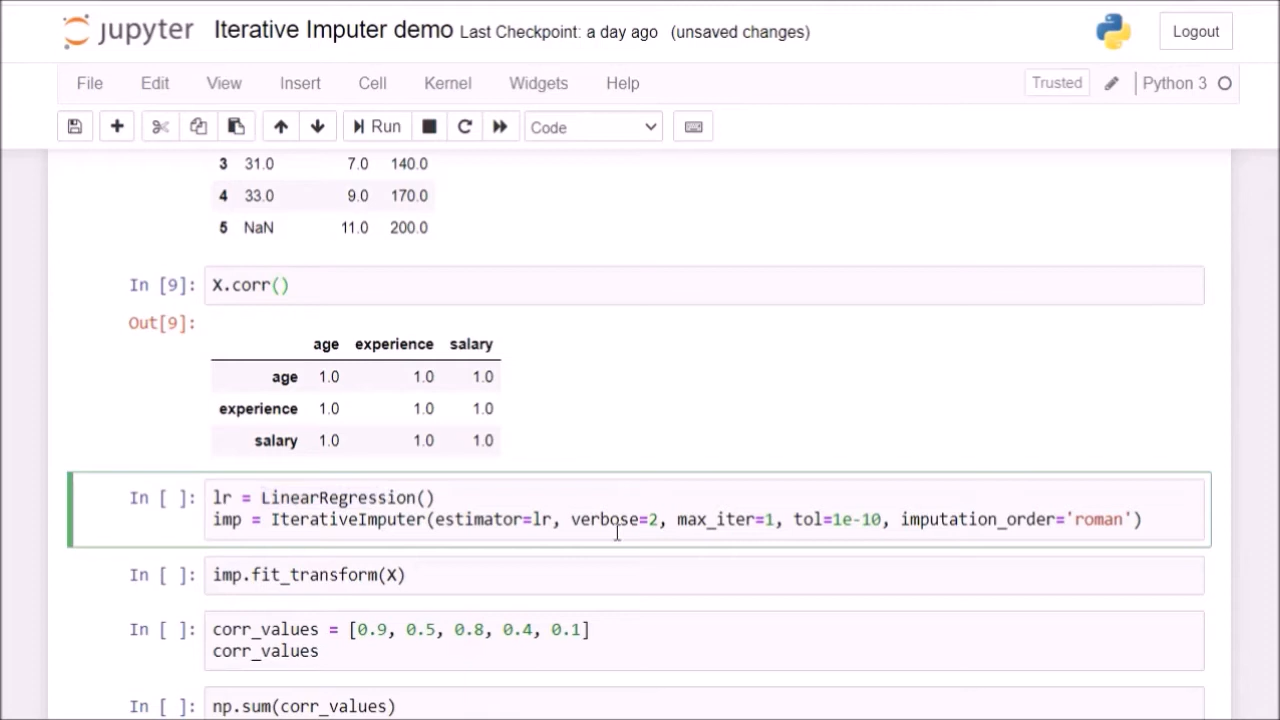 jupyter Iterative Imputer demo Last Checkpoint: a day ago (unsaved changes) Logout
File Edit View Insert Cell Kernel Widgets Help Trusted Python 3
Run Code
3 31.0 7.0 140.0
4 33.0 9.0 170.0
5 NaN 11.0 200.0
In [9]: X.corr()
Out[9]:
age experience salary
age 1.0 1.0 1.0
experience 1.0 1.0 1.0
salary 1.0 1.0 1.0
In [ ]: lr = LinearRegression()
imp = IterativeImputer(estimator=lr, verbose=2, max_iter=1, tol=1e-10, imputation_order='roman')
In [ ]: imp.fit_transform(X)
In [ ]: corr_values = [0.9, 0.5, 0.8, 0.4, 0.1]
corr_values
In [ ]: np.sum(corr_values)